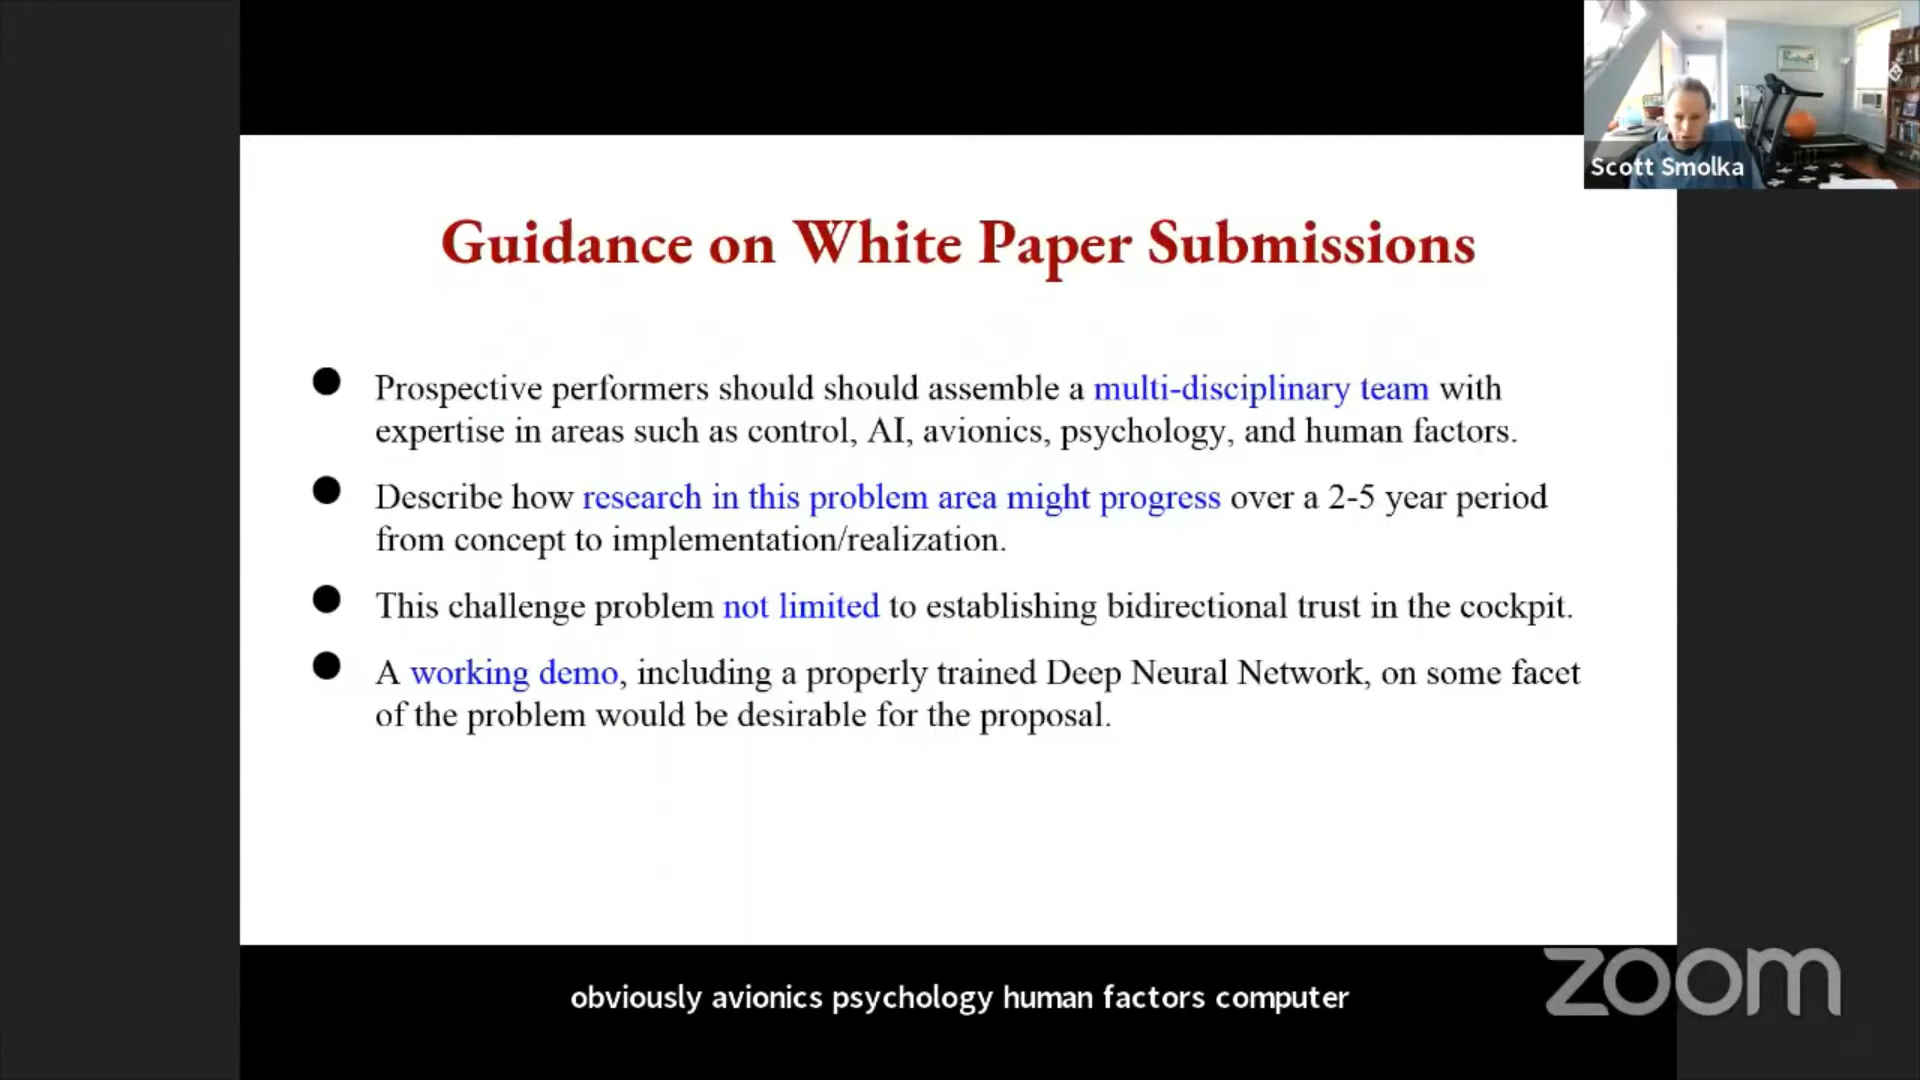 Scott Smolka
Guidance on White Paper Submissions
Prospective performers should should assemble a multi-disciplinary team with
expertise in areas such as control, AI, avionics, psychology, and human factors.
Describe how research in this problem area might progress over a 2-5 year period
from concept to implementation/realization.
This challenge problem not limited to establishing bidirectional trust in the cockpit.
A working demo, including a properly trained Deep Neural Network, on some facet
of the problem would be desirable for the proposal.
obviously avionics psychology human factors computer
zoom